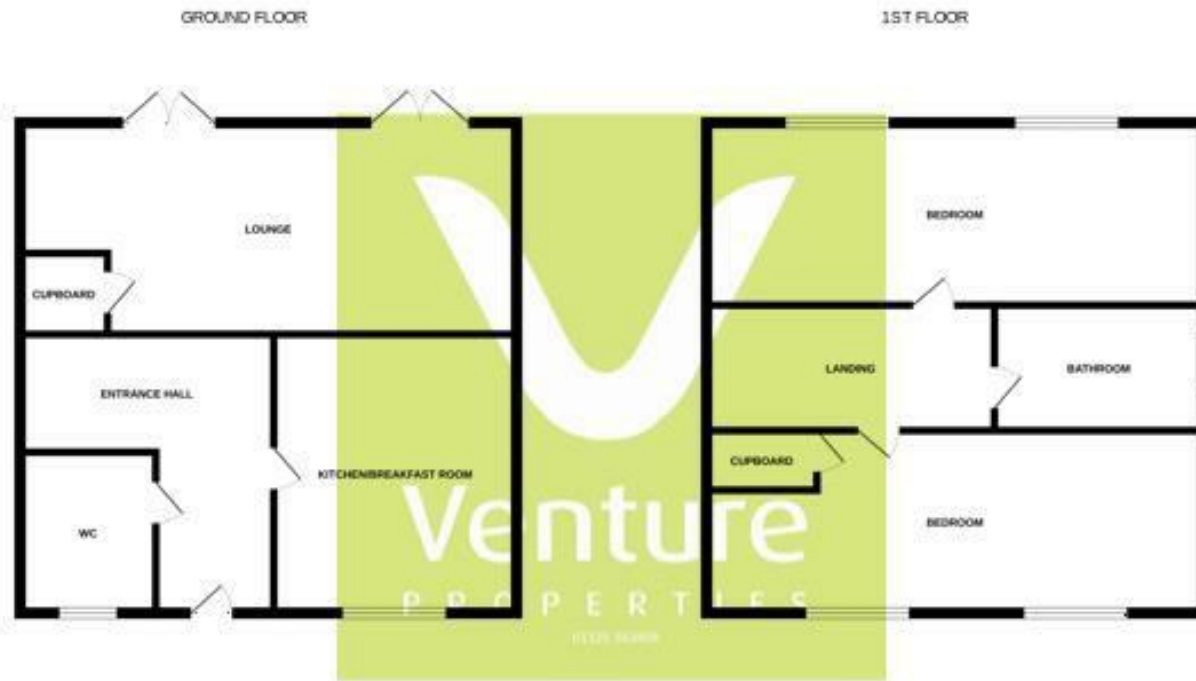 GROUND FLOOR
1ST FLOOR
LOUNGE
CUPBOARD
ENTRANCE HALL
KITCHEN/BREAKFAST ROOM
WC
BEDROOM
LANDING
BATHROOM
CUPBOARD
BEDROOM
Venture
PROPERTIES